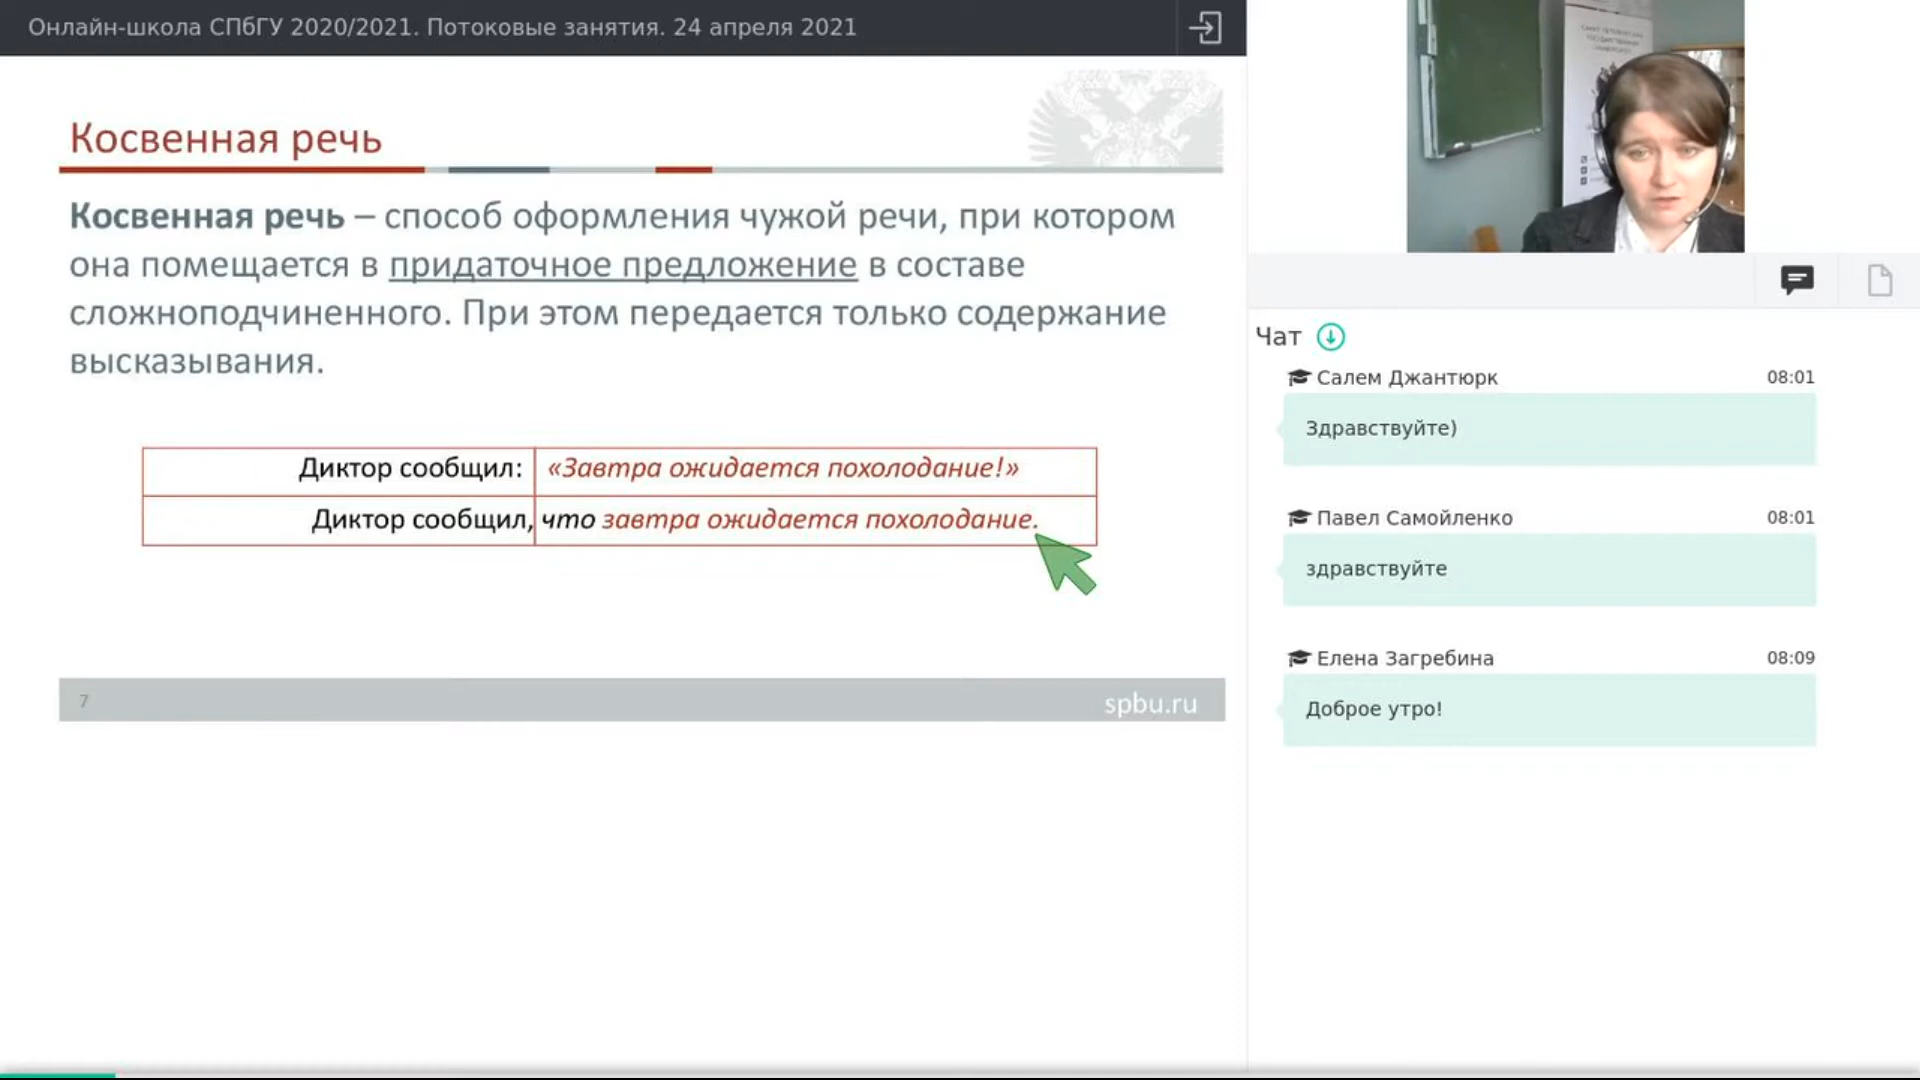 Онлайн-школа СПбГУ 2020/2021. Потоковые занятия. 24 апреля 2021
Косвенная речь
Косвенная речь – способ оформления чужой речи, при котором
она помещается в придаточное предложение в составе
сложноподчиненного. При этом передается только содержание
высказывания.
Диктор сообщил: «Завтра ожидается похолодание!»
Диктор сообщил, что завтра ожидается похолодание.
7 spbu.ru
Чат
Салем Джантюрк 08:01
Здравствуйте)
Павел Самойленко 08:01
здравствуйте
Елена Загребина 08:09
Доброе утро!